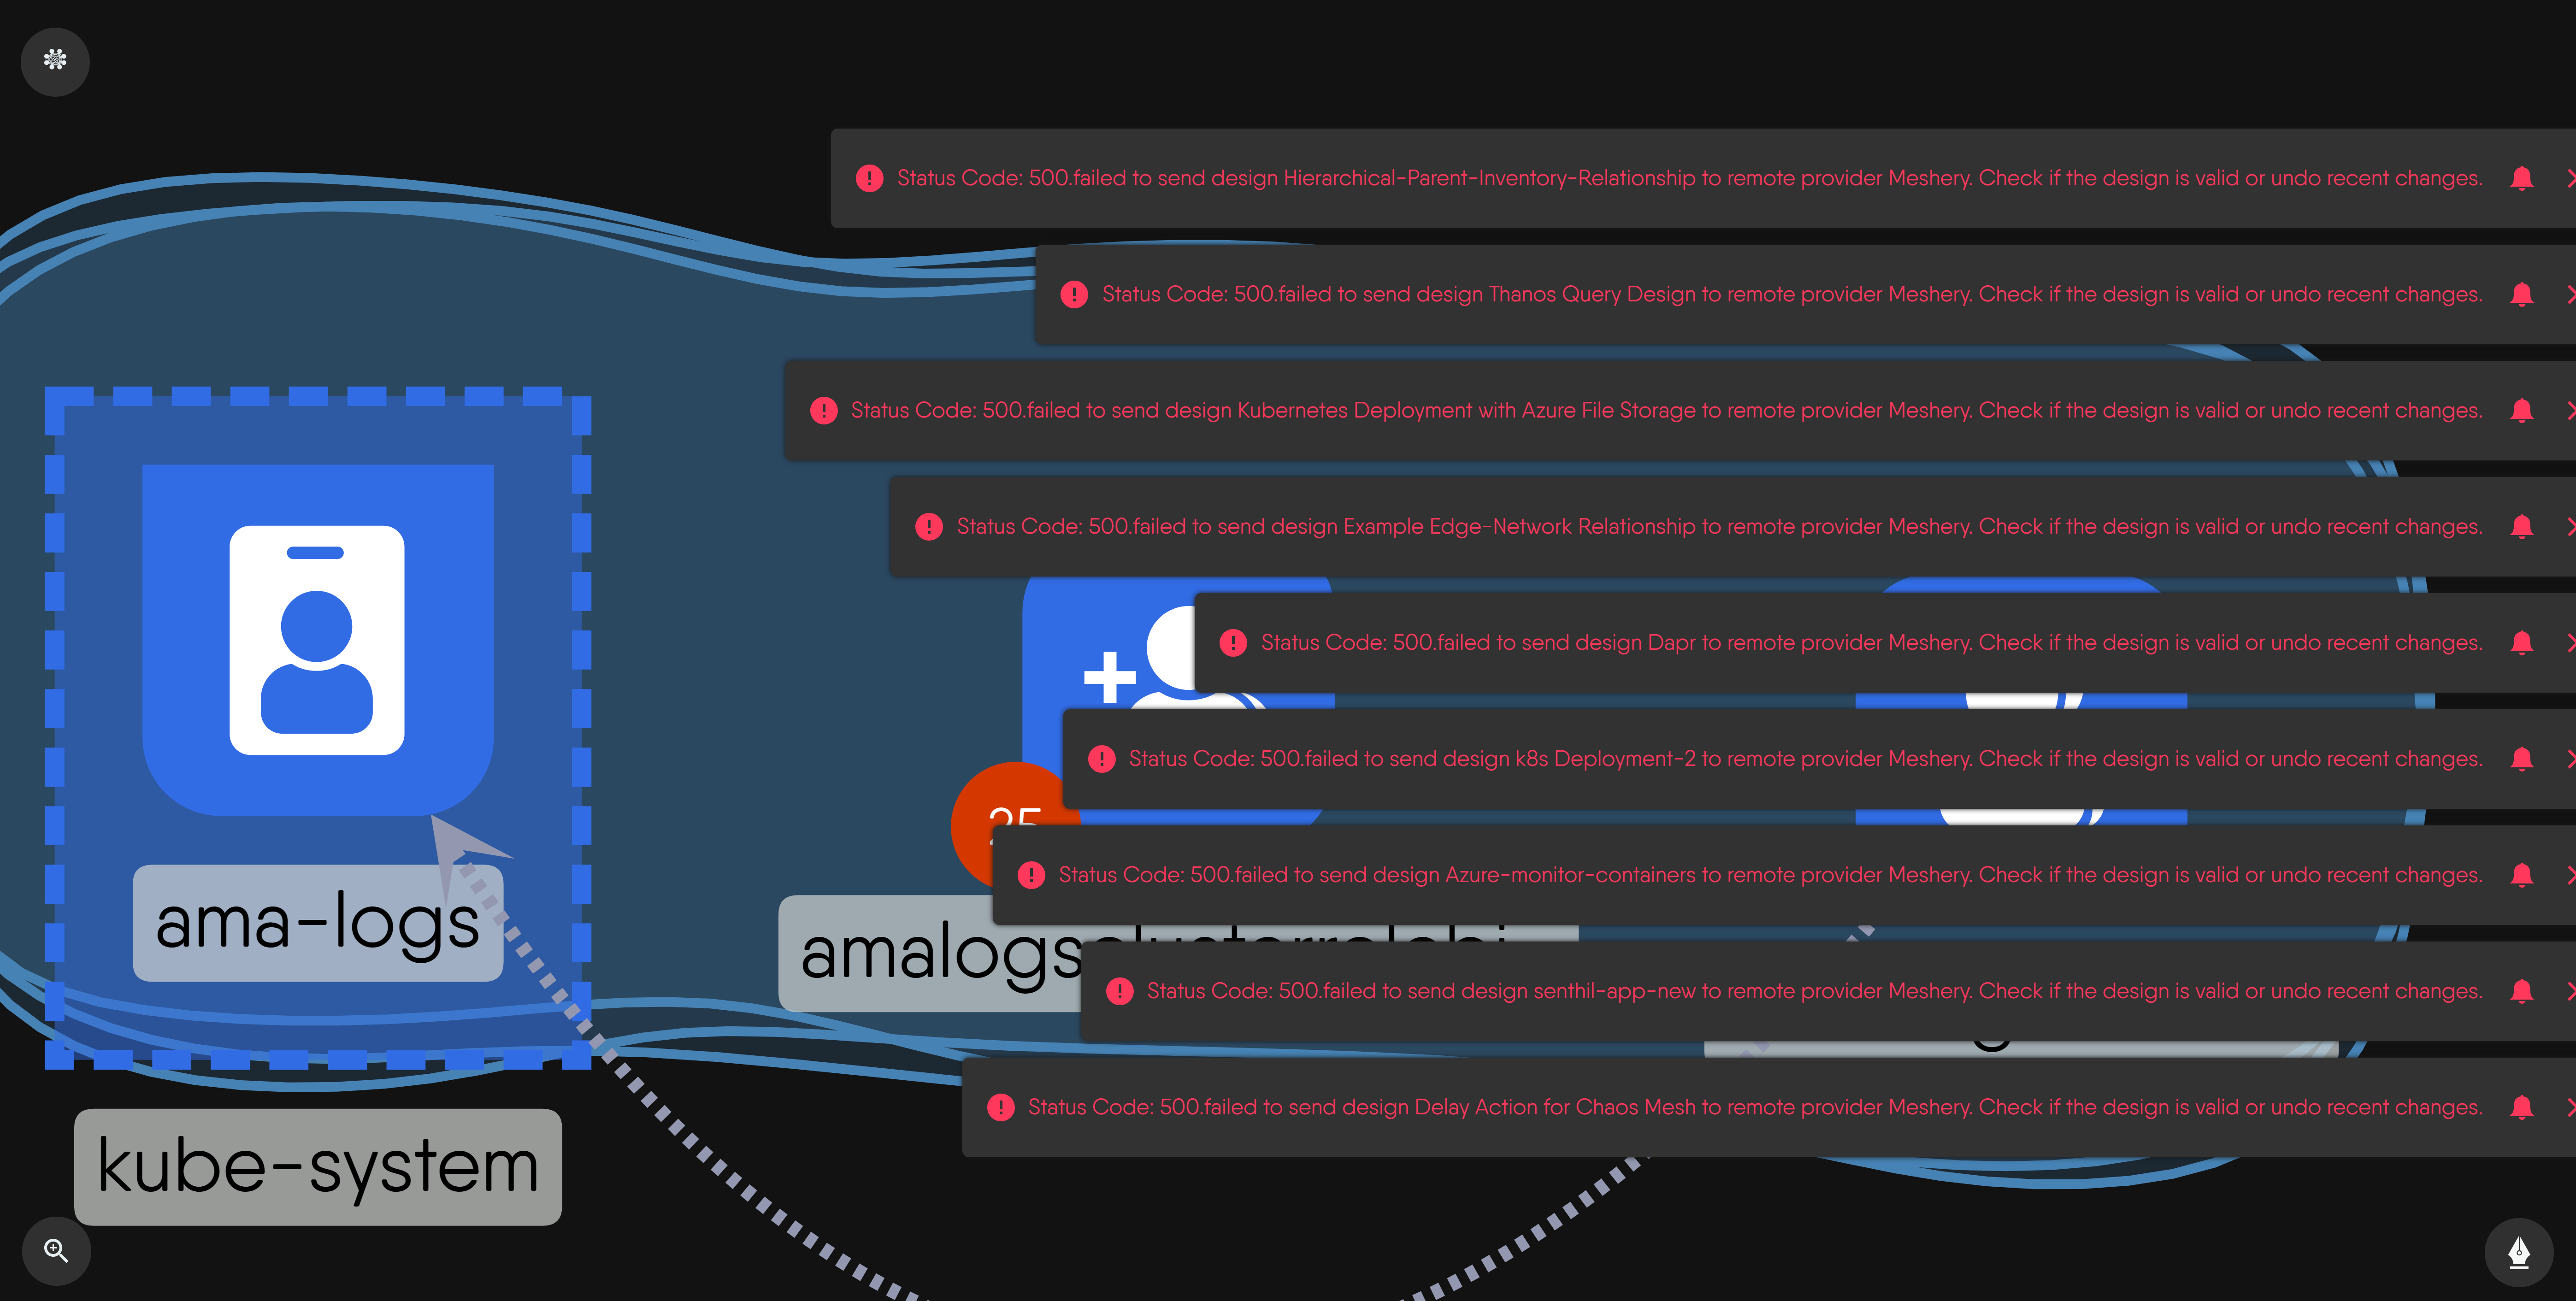 Status Code: 500.failed to send design Hierarchical-Parent-Inventory-Relationship to remote provider Meshery. Check if the design is valid or undo recent changes.
Status Code: 500.failed to send design Thanos Query Design to remote provider Meshery. Check if the design is valid or undo recent changes.
Status Code: 500.failed to send design Kubernetes Deployment with Azure File Storage to remote provider Meshery. Check if the design is valid or undo recent changes.
Status Code: 500.failed to send design Example Edge-Network Relationship to remote provider Meshery. Check if the design is valid or undo recent changes.
Status Code: 500.failed to send design Dapr to remote provider Meshery. Check if the design is valid or undo recent changes.
Status Code: 500.failed to send design k8s Deployment-2 to remote provider Meshery. Check if the design is valid or undo recent changes.
25
Status Code: 500.failed to send design Azure-monitor-containers to remote provider Meshery. Check if the design is valid or undo recent changes.
ama-logs
Status Code: 500.failed to send design senthil-app-new to remote provider Meshery. Check if the design is valid or undo recent changes.
Status Code: 500.failed to send design Delay Action for Chaos Mesh to remote provider Meshery. Check if the design is valid or undo recent changes.
kube-system